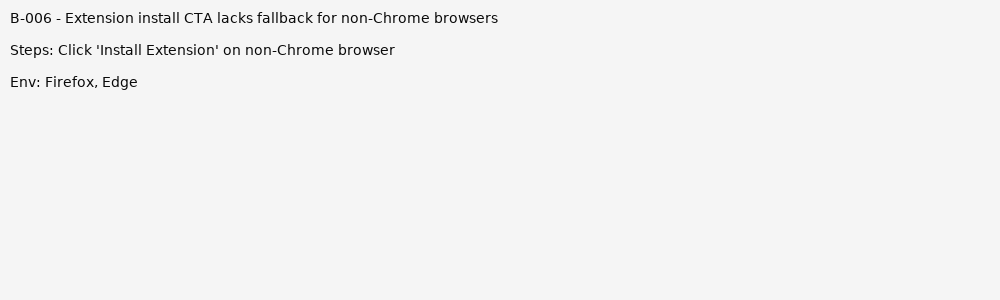 B-006 - Extension install CTA lacks fallback for non-Chrome browsers
Steps: Click 'Install Extension' on non-Chrome browser
Env: Firefox, Edge